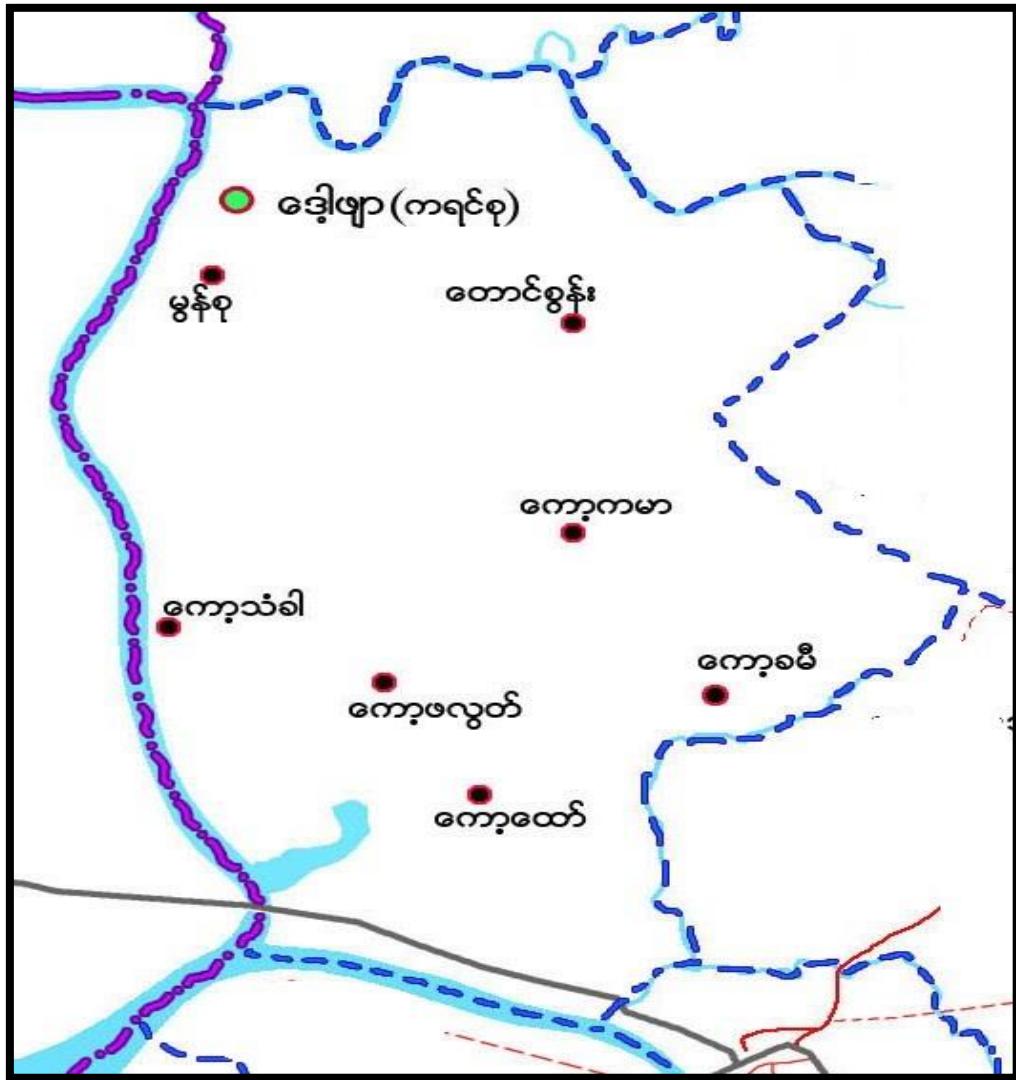 ဒေါ့ဖျာ (ကရင်စု)
မွန်စု
တောင်စွန်း
ကော့ကမာ
ကော့သံခါ
ကော့ခမီ
ကော့ဖလွတ်
ကော့ထော်